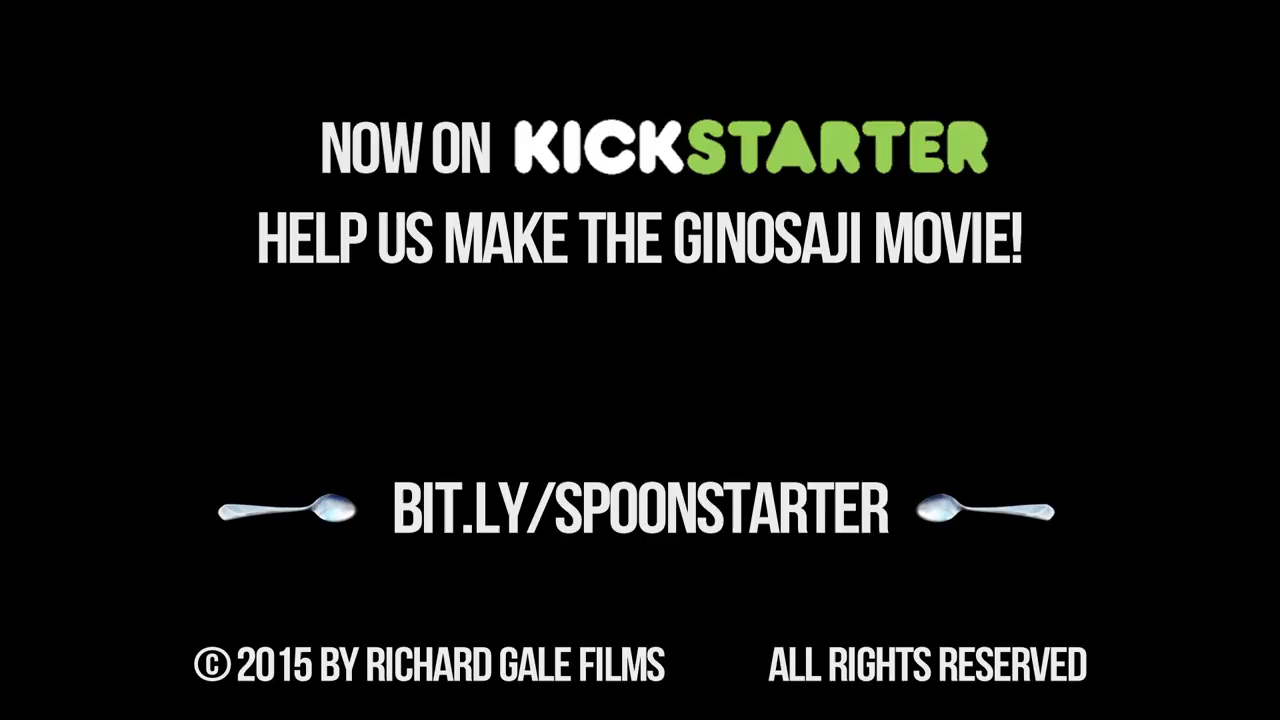 NOW ON KICKSTARTER
HELP US MAKE THE GINOSAJI MOVIE!
BIT.LY/SPOONSTARTER
© 2015 BY RICHARD GALE FILMS ALL RIGHTS RESERVED